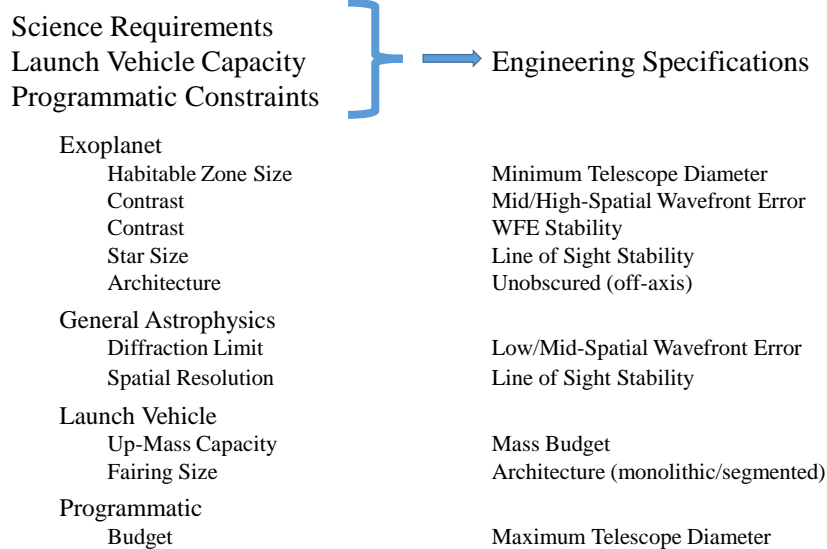 Science Requirements
Launch Vehicle Capacity
Programmatic Constraints
Engineering Specifications
Exoplanet
Habitable Zone Size Minimum Telescope Diameter
Contrast Mid/High-Spatial Wavefront Error
Contrast WFE Stability
Star Size Line of Sight Stability
Architecture Unobscured (off-axis)
General Astrophysics
Diffraction Limit Low/Mid-Spatial Wavefront Error
Spatial Resolution Line of Sight Stability
Launch Vehicle
Up-Mass Capacity Mass Budget
Fairing Size Architecture (monolithic/segmented)
Programmatic
Budget Maximum Telescope Diameter